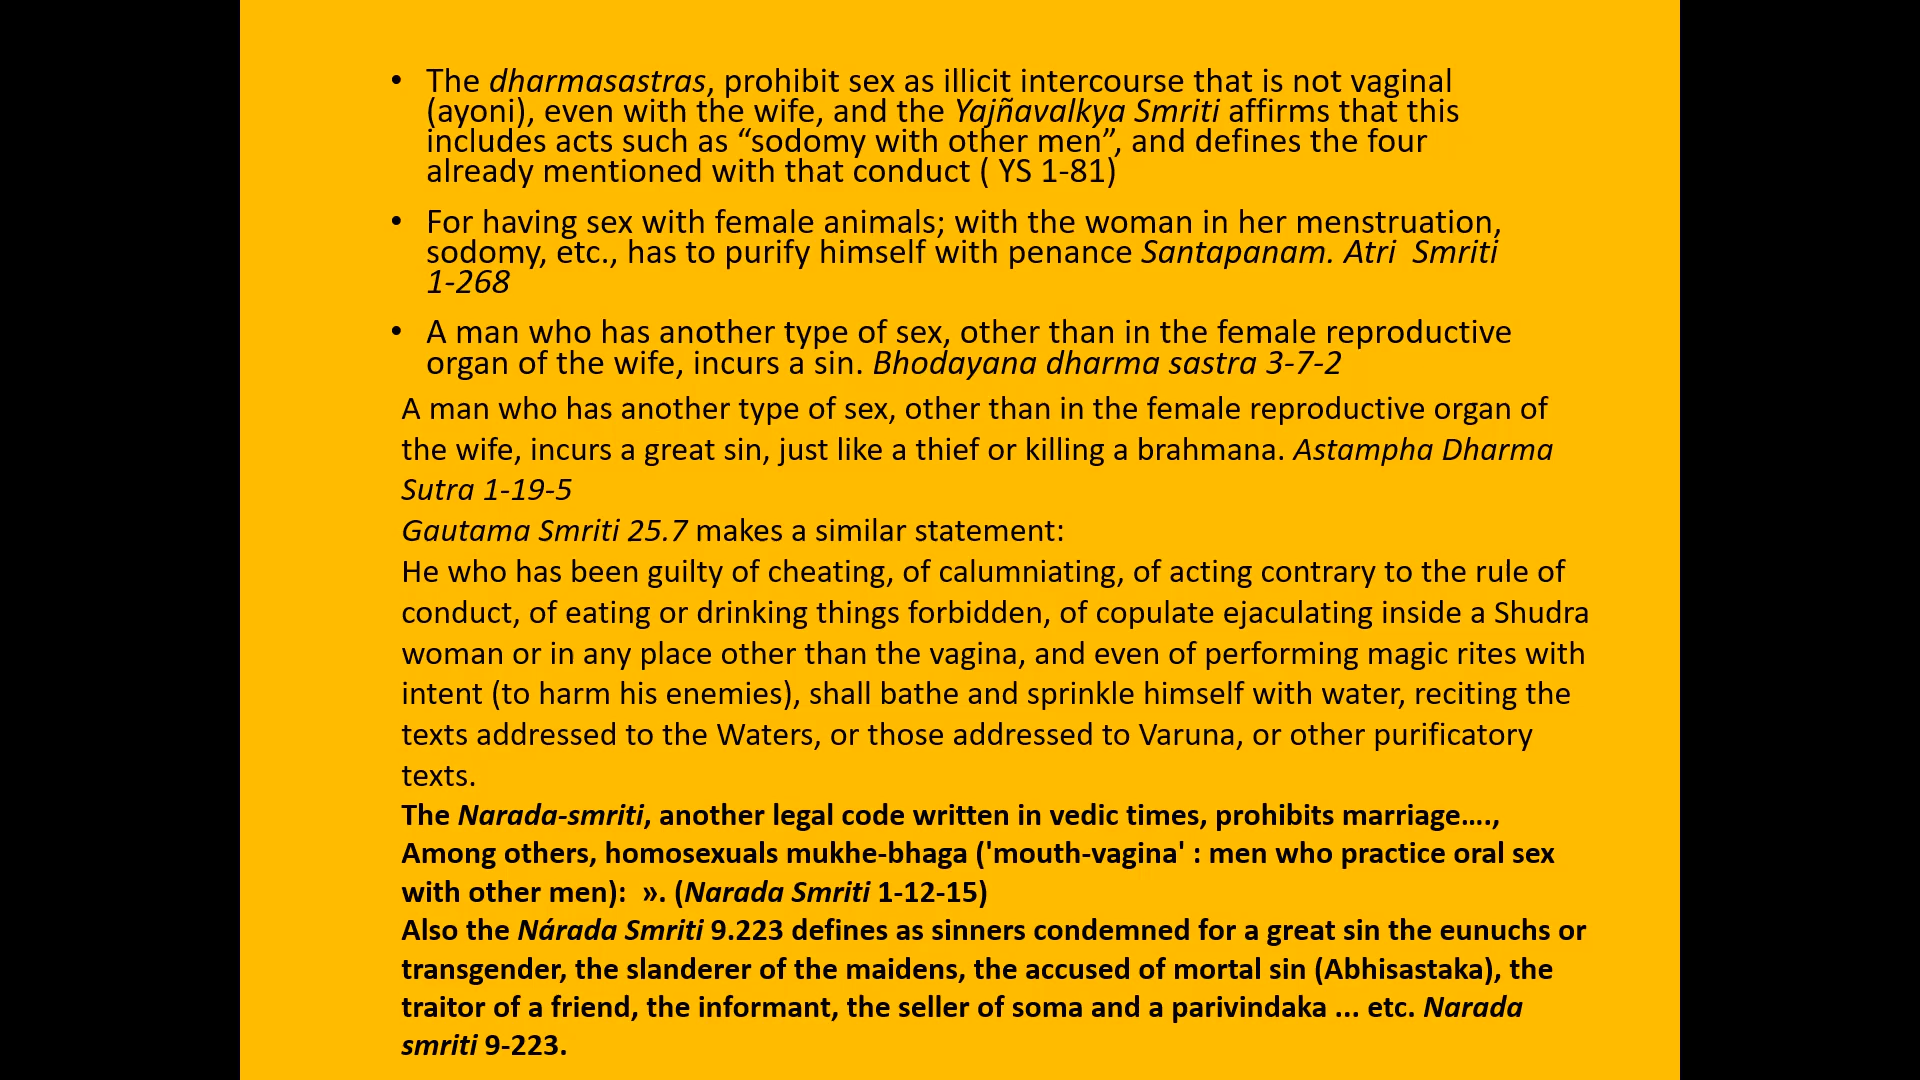 • The dharmasastras, prohibit sex as illicit intercourse that is not vaginal
(ayoni), even with the wife, and the Yajñavalkya Smriti affirms that this
includes acts such as “sodomy with other men”, and defines the four
already mentioned with that conduct ( YS 1-81)
• For having sex with female animals; with the woman in her menstruation,
sodomy, etc., has to purify himself with penance Santapanam. Atri  Smriti
1-268
• A man who has another type of sex, other than in the female reproductive
organ of the wife, incurs a sin. Bhodayana dharma sastra 3-7-2
A man who has another type of sex, other than in the female reproductive organ of
the wife, incurs a great sin, just like a thief or killing a brahmana. Astampha Dharma
Sutra 1-19-5
Gautama Smriti 25.7 makes a similar statement:
He who has been guilty of cheating, of calumniating, of acting contrary to the rule of
conduct, of eating or drinking things forbidden, of copulate ejaculating inside a Shudra
woman or in any place other than the vagina, and even of performing magic rites with
intent (to harm his enemies), shall bathe and sprinkle himself with water, reciting the
texts addressed to the Waters, or those addressed to Varuna, or other purificatory
texts.
The Narada-smriti, another legal code written in vedic times, prohibits marriage….,
Among others, homosexuals mukhe-bhaga ('mouth-vagina' : men who practice oral sex
with other men):  ». (Narada Smriti 1-12-15)
Also the Nárada Smriti 9.223 defines as sinners condemned for a great sin the eunuchs or
transgender, the slanderer of the maidens, the accused of mortal sin (Abhisastaka), the
traitor of a friend, the informant, the seller of soma and a parivindaka ... etc. Narada
smriti 9-223.